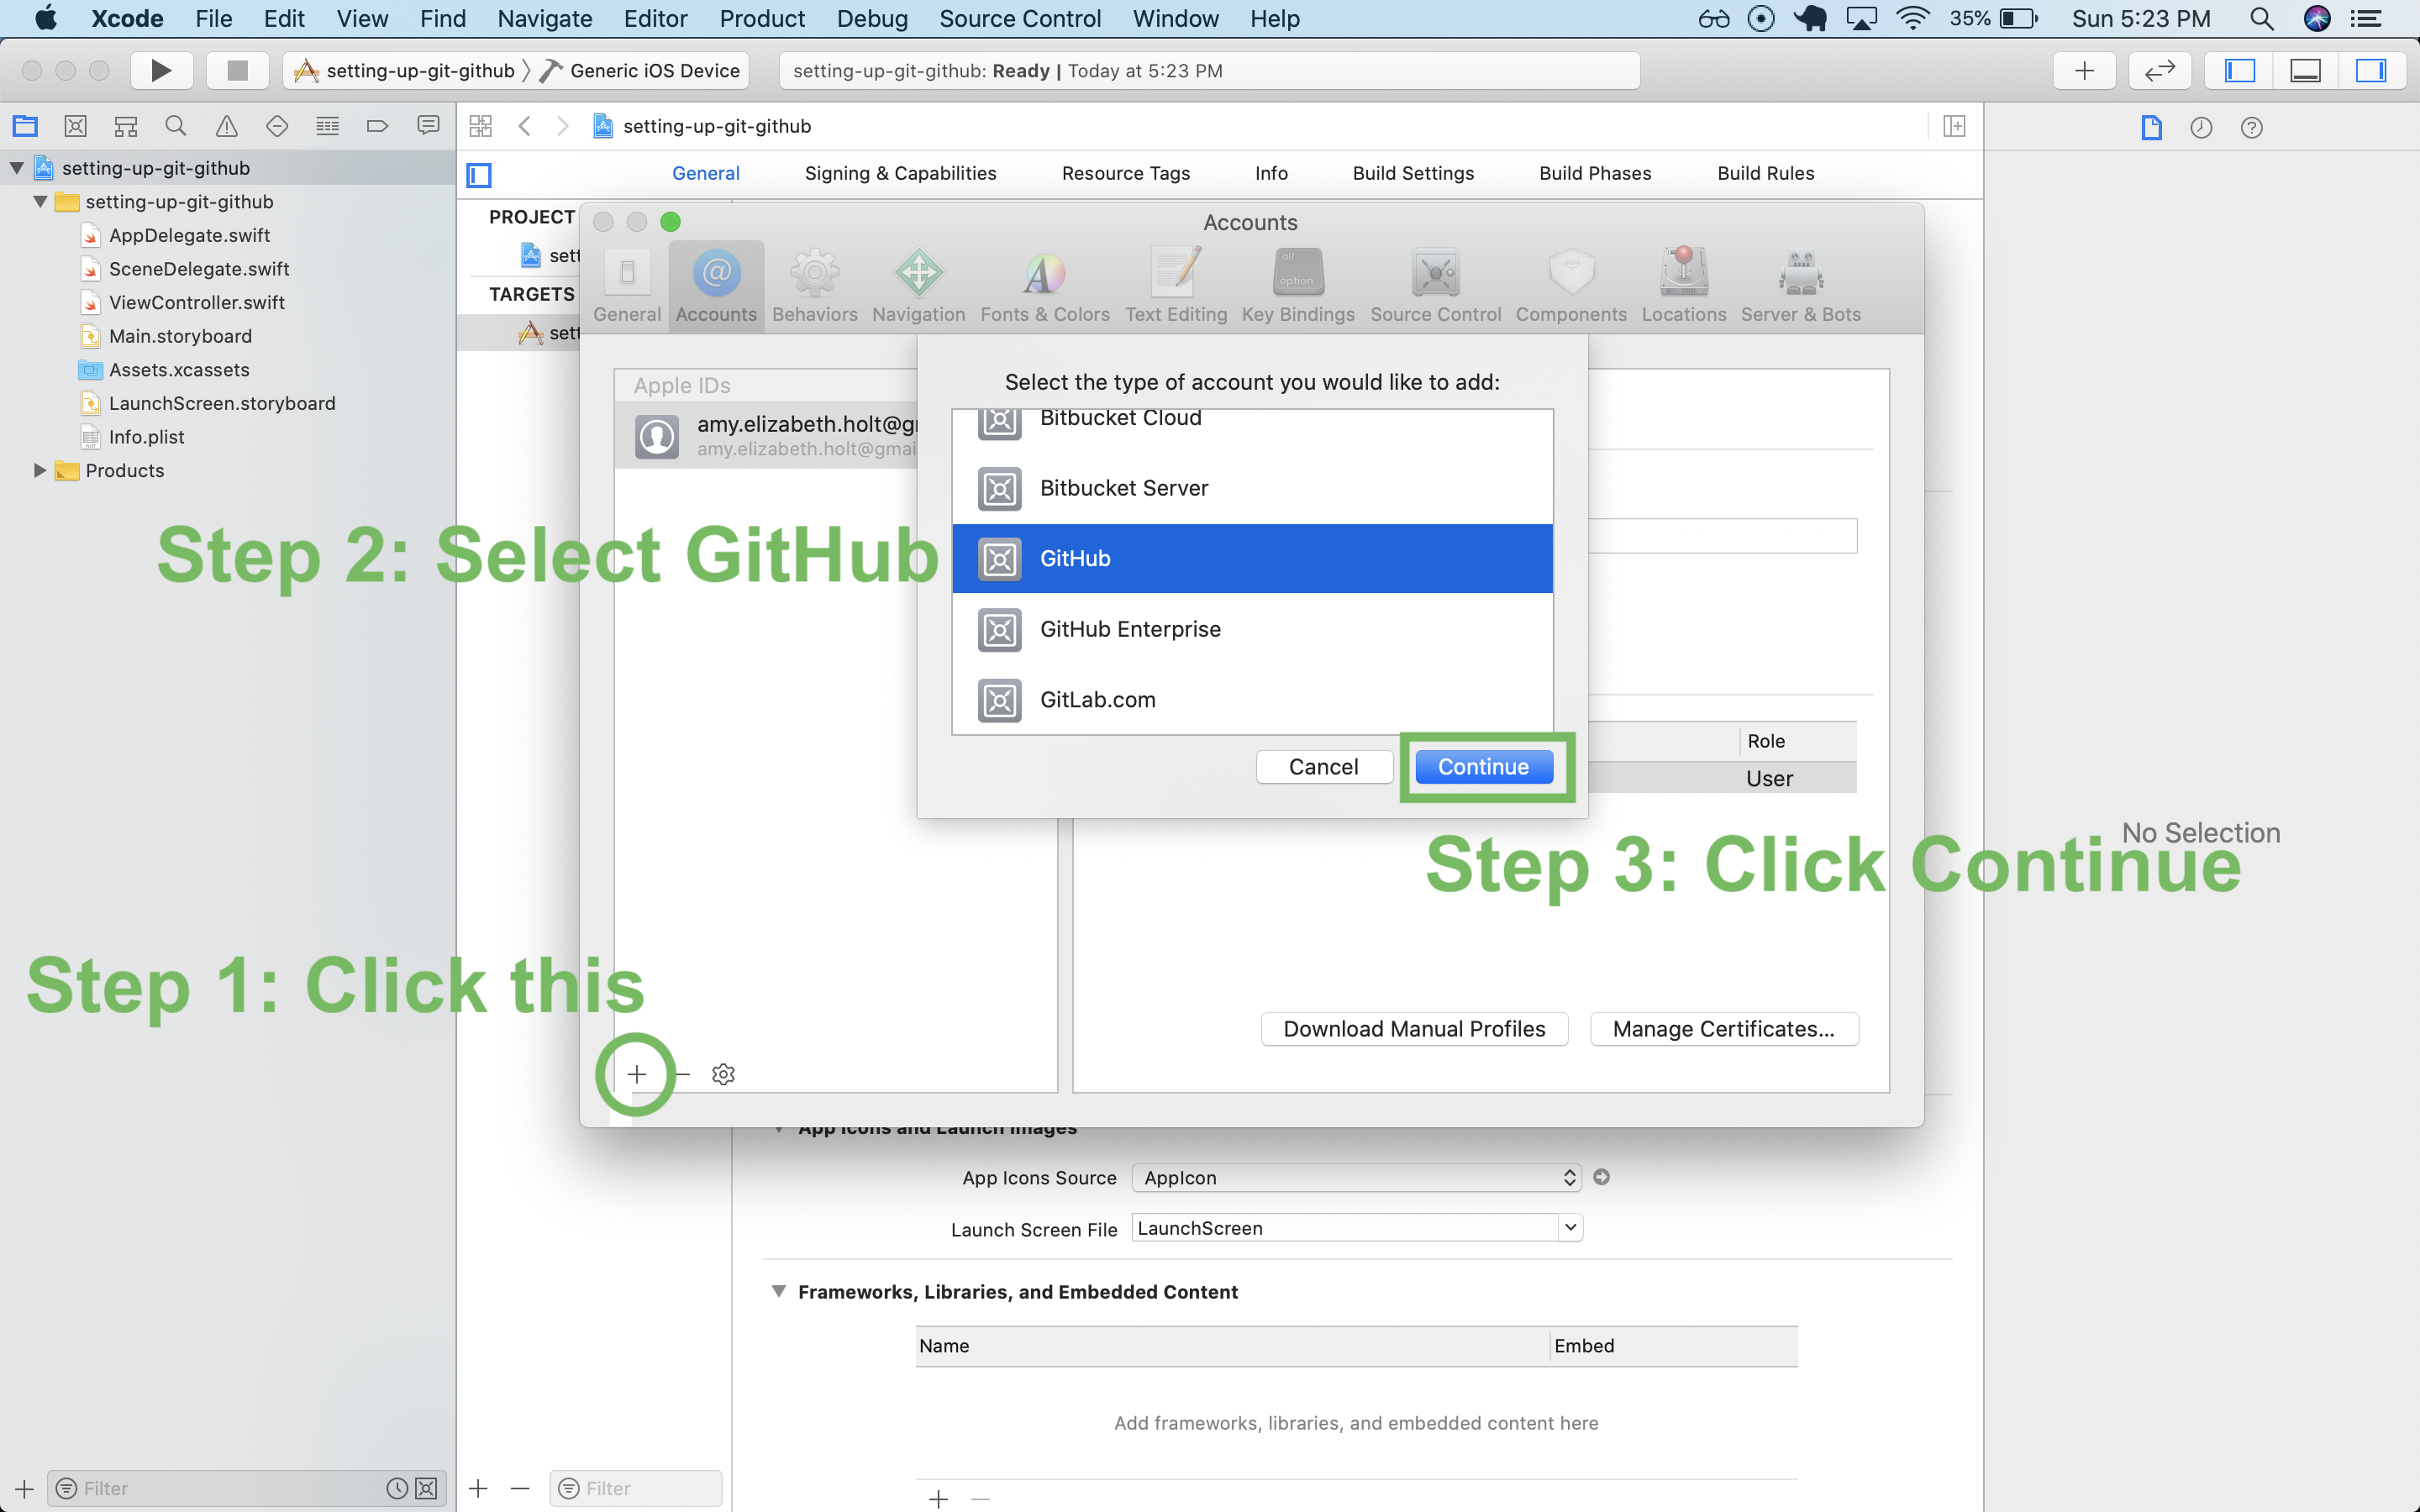 Xcode File Edit View Find Navigate Editor Product Debug Source Control Window Help 35% Sun 5:23 PM
setting-up-git-github Generic iOS Device
setting-up-git-github: Ready | Today at 5:23 PM
setting-up-git-github
General Signing & Capabilities Resource Tags Info Build Settings Build Phases Build Rules
setting-up-git-github
setting-up-git-github
AppDelegate.swift
SceneDelegate.swift
ViewController.swift
Main.storyboard
Assets.xcassets
LaunchScreen.storyboard
Info.plist
Products
PROJECT
sett
TARGETS
sett
Accounts
General Accounts Behaviors Navigation Fonts & Colors Text Editing Key Bindings Source Control Components Locations Server & Bots
alt
option
Apple IDs
amy.elizabeth.holt@gm
amy.elizabeth.holt@gmai
Select the type of account you would like to add:
Bitbucket Cloud
Bitbucket Server
GitHub
GitHub Enterprise
GitLab.com
Cancel Continue
Role
User
Step 2: Select GitHub
Step 3: Click Continue
No Selection
Step 1: Click this
Download Manual Profiles Manage Certificates...
App Icons and Launch Images
App Icons Source AppIcon
Launch Screen File LaunchScreen
Frameworks, Libraries, and Embedded Content
Name Embed
Add frameworks, libraries, and embedded content here
Filter
Filter